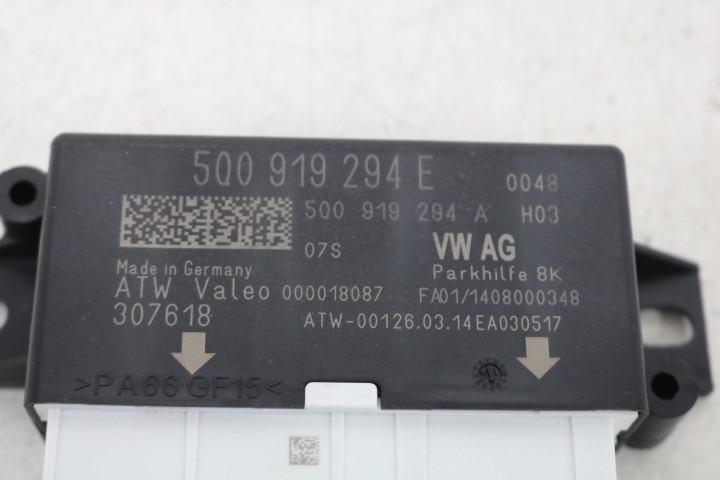 5Q0 919 294 E 0048
5Q0 919 294 A H03
07S VW AG
Made in Germany Parkhilfe 8K
ATW Valeo 000018087 FA01/1408000348
307618 ATW-00126.03.14EA030517
>PA66 GF15<